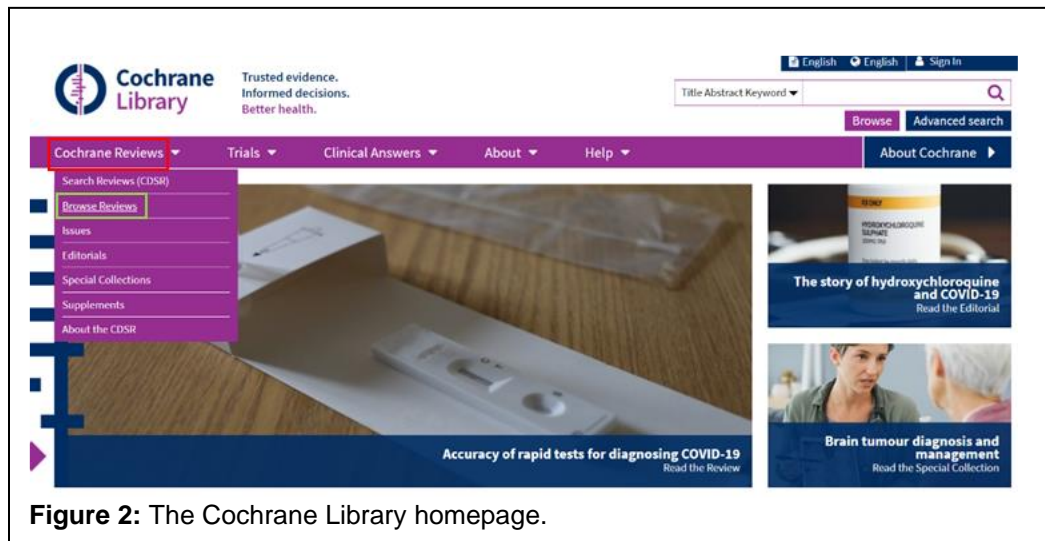 English English Sign In
Cochrane
Library
Trusted evidence.
Informed decisions.
Better health.
Title Abstract Keyword
Browse Advanced search
Cochrane Reviews Trials Clinical Answers About Help About Cochrane
Search Reviews (CDSR)
Browse Reviews
Issues
Editorials
Special Collections
Supplements
About the CDSR
HYDROXYCHLOROQUINE
SULPHATE
The story of hydroxychloroquine
and COVID-19
Read the Editorial
Accuracy of rapid tests for diagnosing COVID-19
Read the Review
Brain tumour diagnosis and
management
Read the Special Collection
Figure 2: The Cochrane Library homepage.